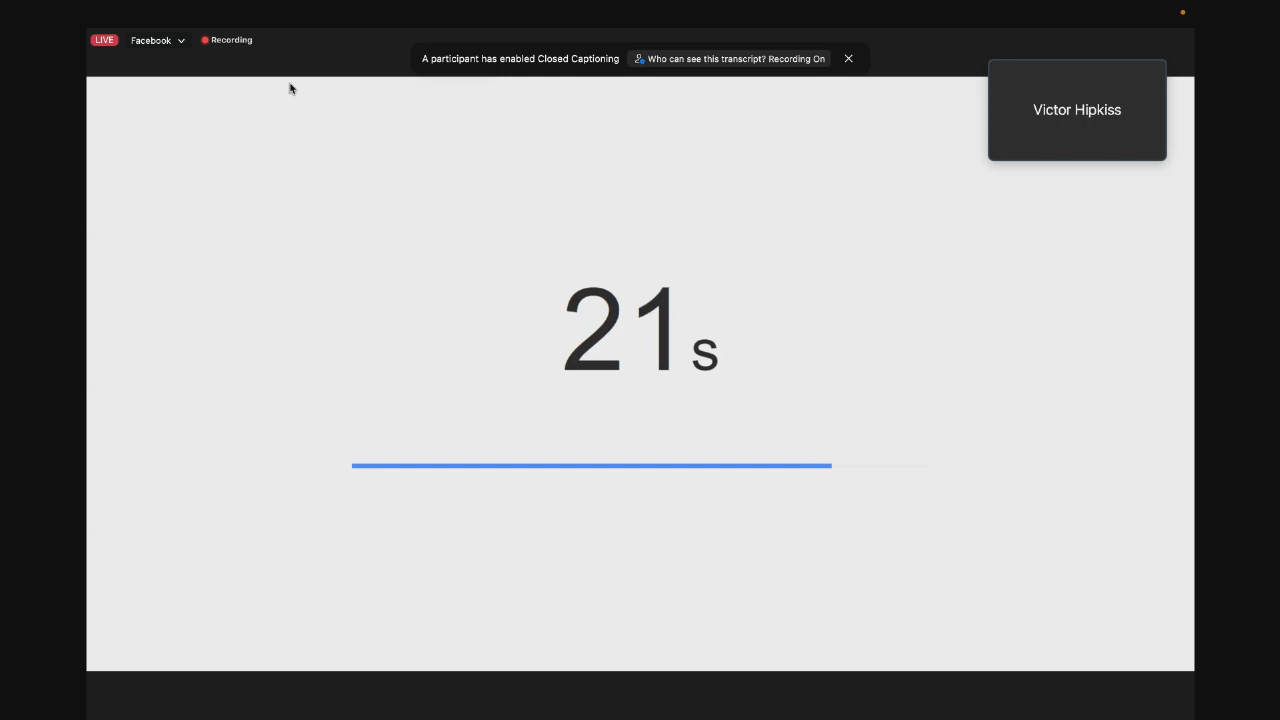 LIVE Facebook Recording
A participant has enabled Closed Captioning Who can see this transcript? Recording On
Victor Hipkiss
21s